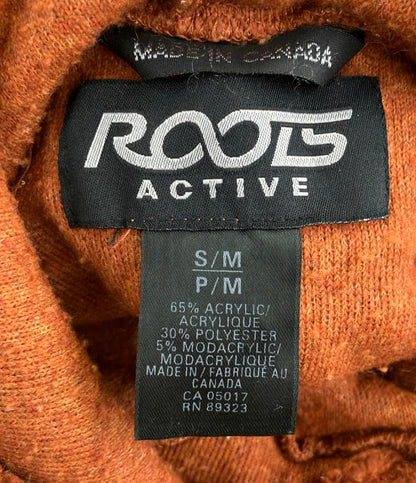 MADE IN CANADA
ROOTS
ACTIVE
S/M
P/M
65% ACRYLIC/
ACRYLIQUE
30% POLYESTER
5% MODACRYLIC/
MODACRYLIQUE
MADE IN/FABRIQUÉ AU
CANADA
CA 05017
RN 89323